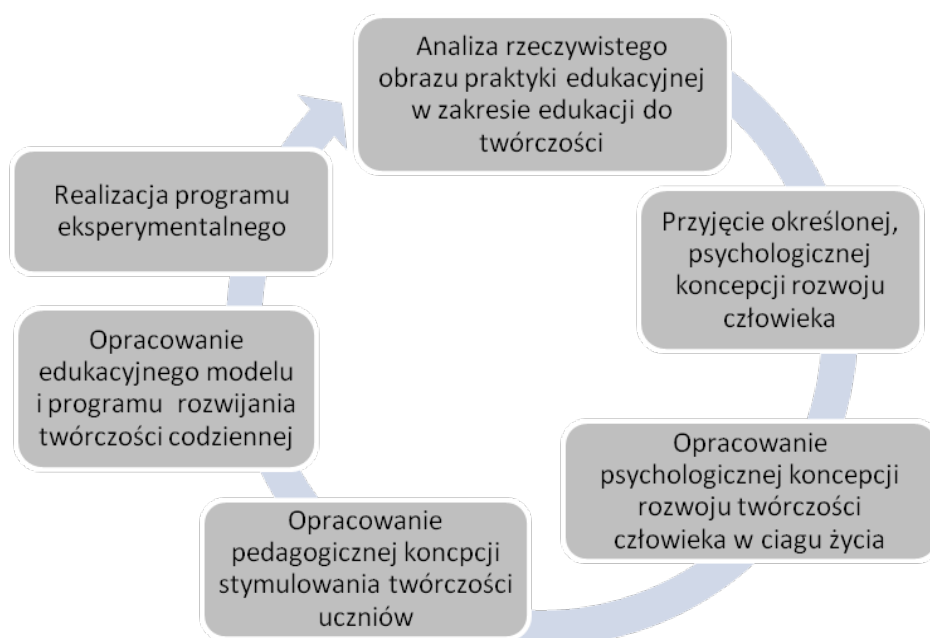 Analiza rzeczywistego
obrazu praktyki edukacyjnej
w zakresie edukacji do
twórczości
Przyjęcie określonej,
psychologicznej
koncepcji rozwoju
człowieka
Opracowanie
psychologicznej koncepcji
rozwoju twórczości
człowieka w ciagu życia
Opracowanie
pedagogicznej koncpcji
stymulowania twórczości
uczniów
Opracowanie
edukacyjnego modelu
i programu rozwijania
twórczości codziennej
Realizacja programu
eksperymentalnego